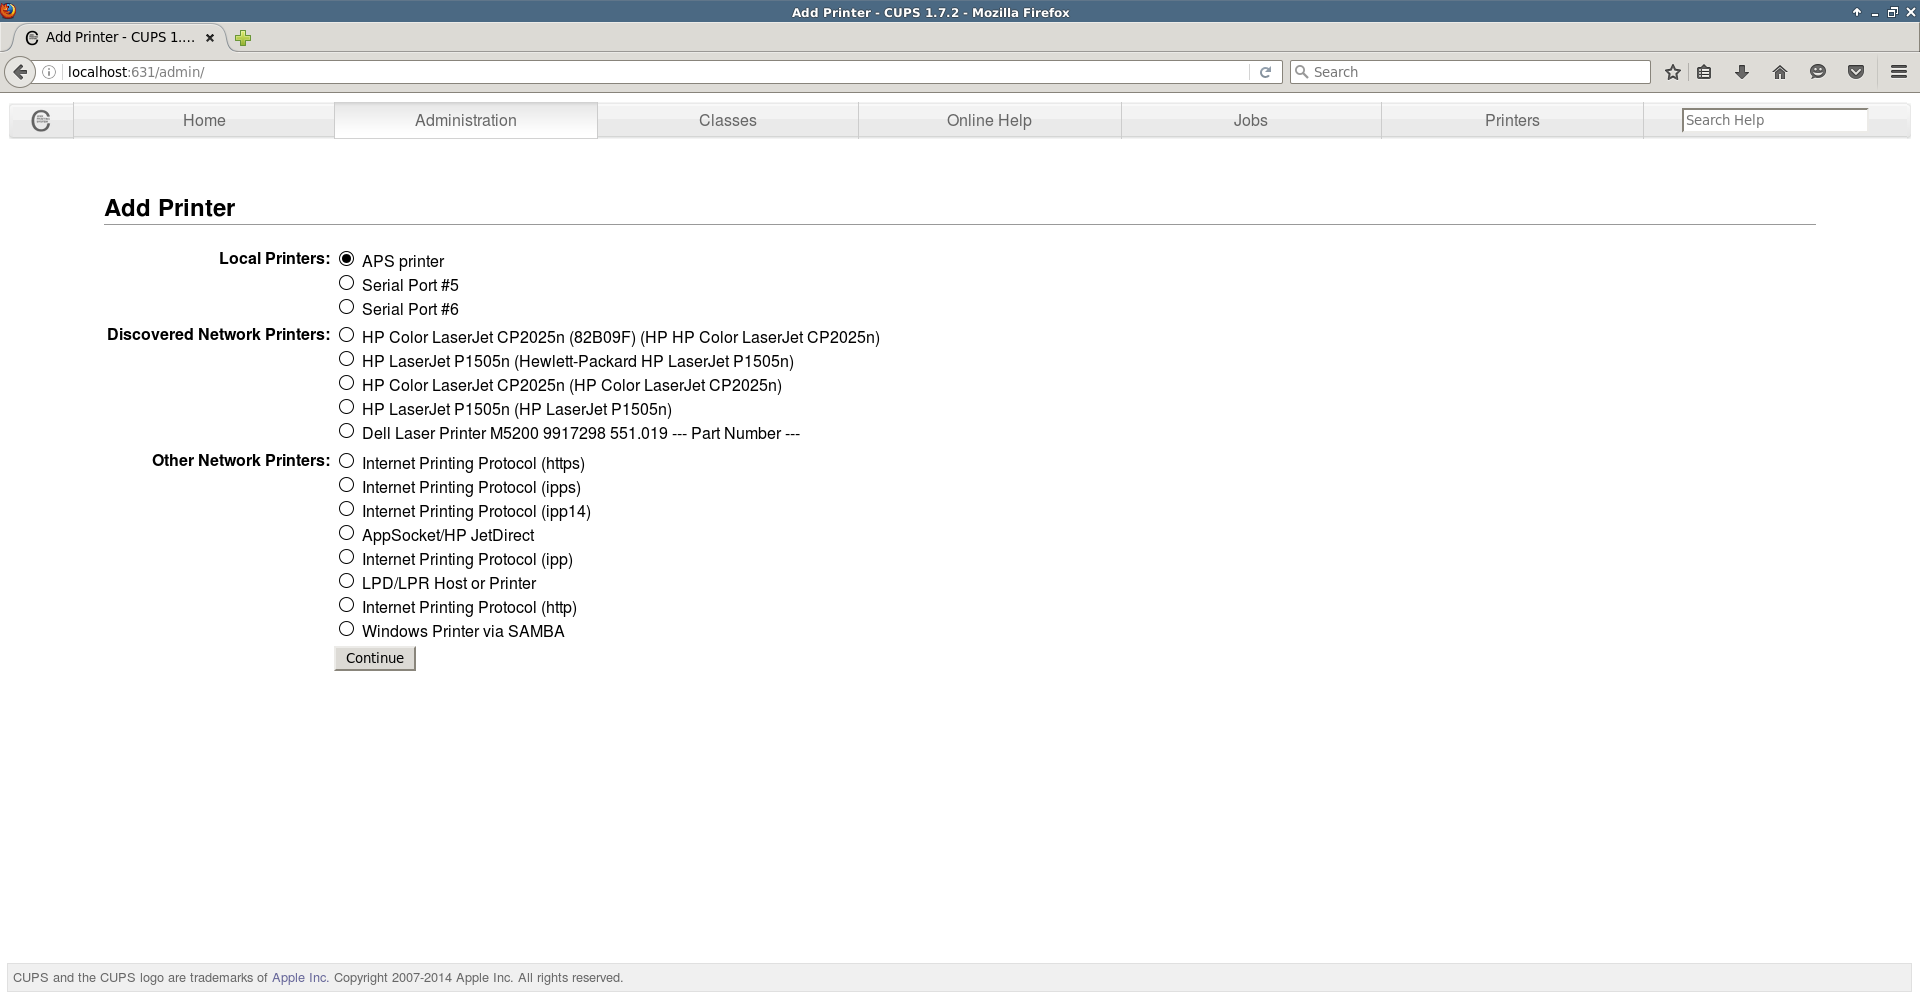 Add Printer - CUPS 1.7.2 - Mozilla Firefox
Add Printer - CUPS 1....
localhost:631/admin/
Search
Home Administration Classes Online Help Jobs Printers Search Help
Add Printer
Local Printers: APS printer
Serial Port #5
Serial Port #6
Discovered Network Printers: HP Color LaserJet CP2025n (82B09F) (HP HP Color LaserJet CP2025n)
HP LaserJet P1505n (Hewlett-Packard HP LaserJet P1505n)
HP Color LaserJet CP2025n (HP Color LaserJet CP2025n)
HP LaserJet P1505n (HP LaserJet P1505n)
Dell Laser Printer M5200 9917298 551.019 --- Part Number ---
Other Network Printers: Internet Printing Protocol (https)
Internet Printing Protocol (ipps)
Internet Printing Protocol (ipp14)
AppSocket/HP JetDirect
Internet Printing Protocol (ipp)
LPD/LPR Host or Printer
Internet Printing Protocol (http)
Windows Printer via SAMBA
Continue
CUPS and the CUPS logo are trademarks of Apple Inc. Copyright 2007-2014 Apple Inc. All rights reserved.